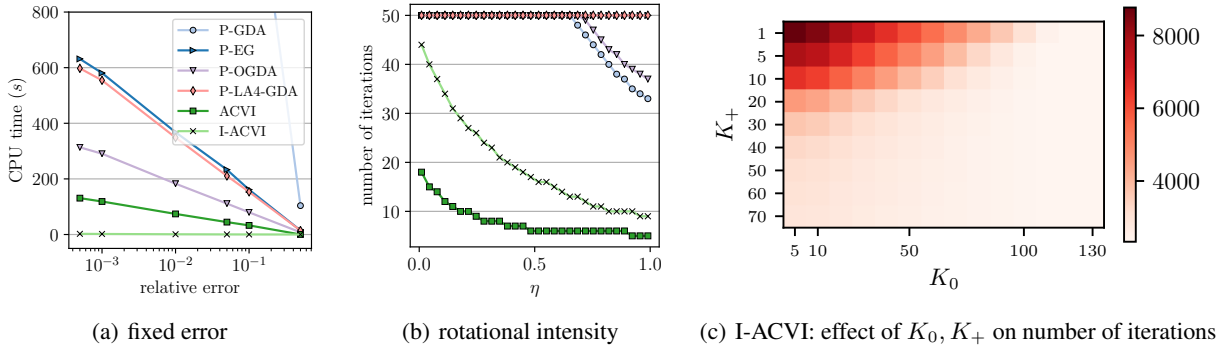 800
600
400
200
0
CPU time (s)
10⁻³
10⁻²
10⁻¹
relative error
P-GDA
P-EG
P-OGDA
P-LA4-GDA
ACVI
I-ACVI
(a) fixed error
50
40
30
20
10
number of iterations
0.0
0.5
1.0
η
(b) rotational intensity
1
5
10
20
30
40
50
60
70
K₊
5
10
50
100
130
K₀
8000
6000
4000
(c) I-ACVI: effect of K₀, K₊ on number of iterations